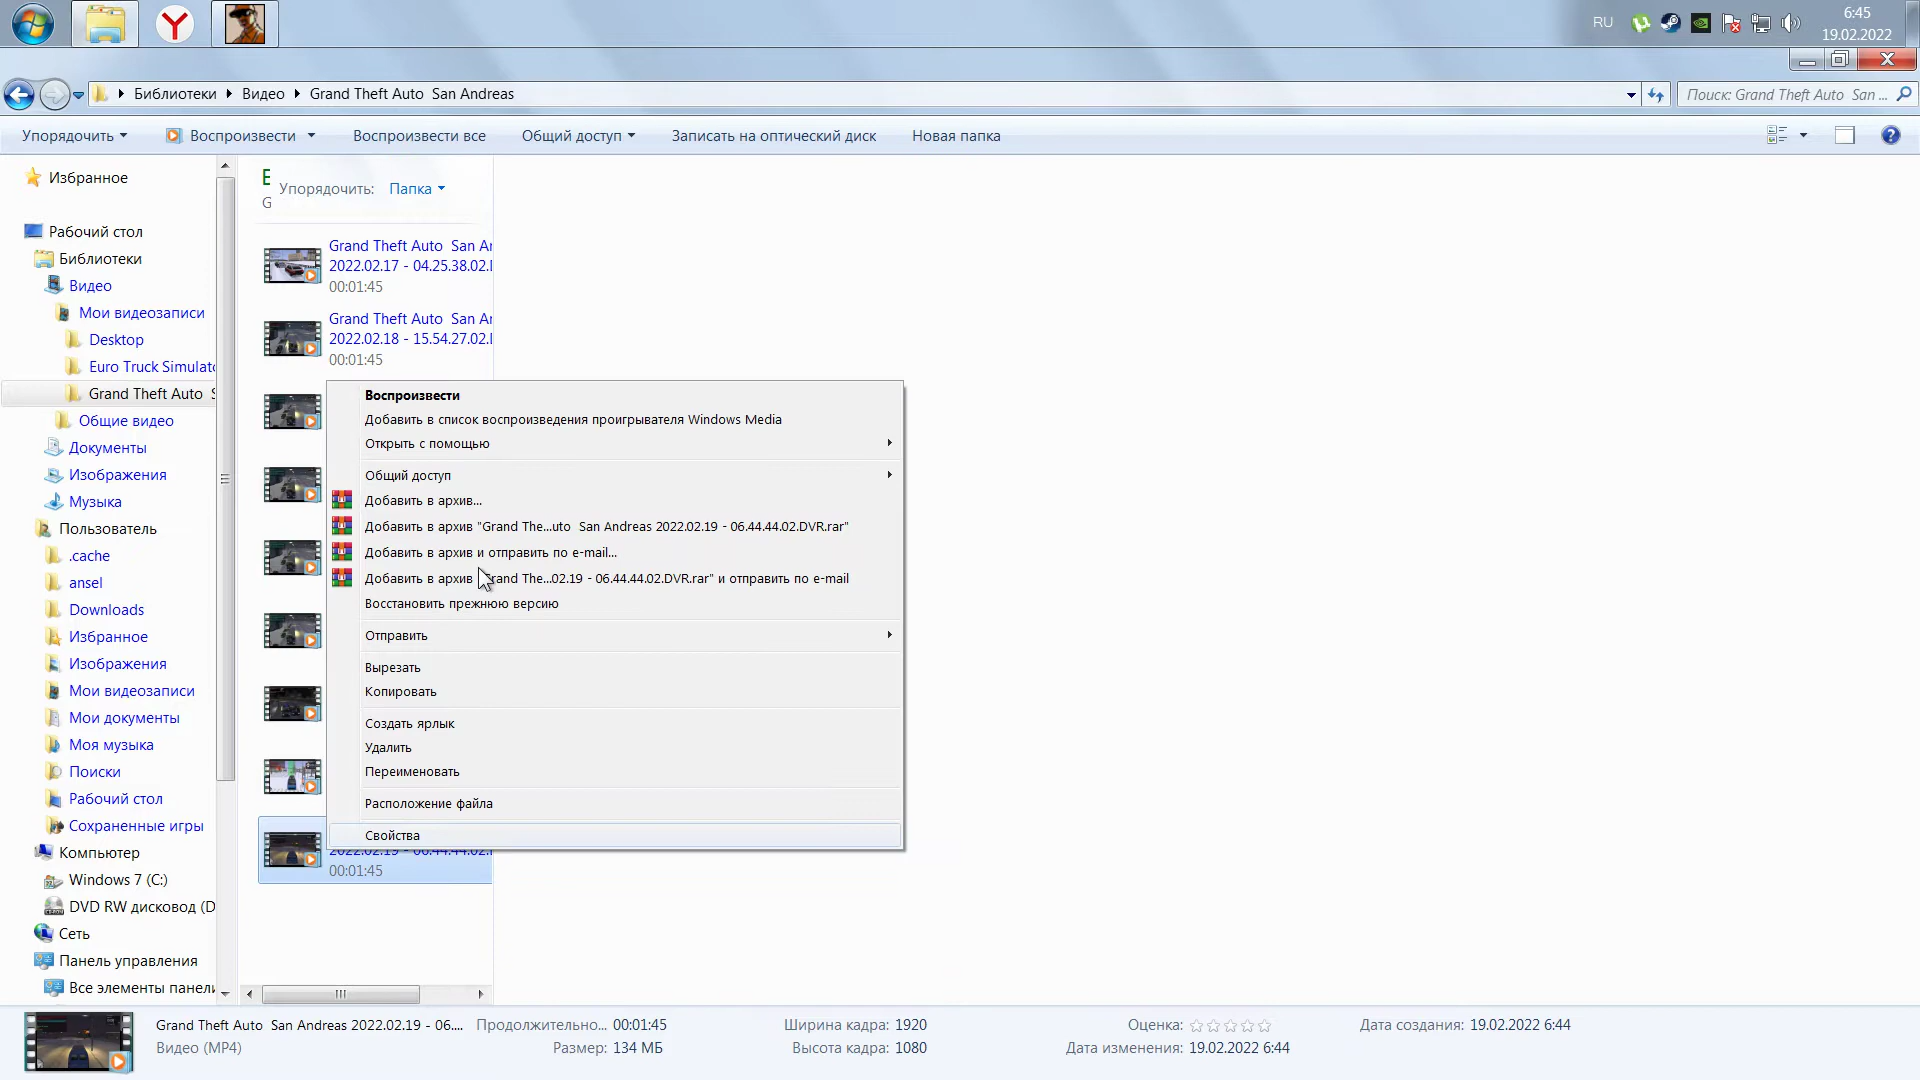 RU
6:45
19.02.2022
Библиотеки
Видео
Grand Theft Auto  San Andreas
Поиск: Grand Theft Auto  San ...
Упорядочить
Воспроизвести
Воспроизвести все
Общий доступ
Записать на оптический диск
Новая папка
Избранное
Рабочий стол
Библиотеки
Видео
Мои видеозаписи
Desktop
Euro Truck Simulato
Grand Theft Auto  S
Общие видео
Документы
Изображения
Музыка
Пользователь
.cache
ansel
Downloads
Избранное
Изображения
Мои видеозаписи
Мои документы
Моя музыка
Поиски
Рабочий стол
Сохраненные игры
Компьютер
Windows 7 (C:)
DVD RW дисковод (D
Сеть
Панель управления
Все элементы панели
Упорядочить: Папка
Grand Theft Auto  San An
2022.02.17 - 04.25.38.02.
00:01:45
Grand Theft Auto  San An
2022.02.18 - 15.54.27.02.
00:01:45
Воспроизвести
Добавить в список воспроизведения проигрывателя Windows Media
Открыть с помощью
Общий доступ
Добавить в архив...
Добавить в архив "Grand The...uto  San Andreas 2022.02.19 - 06.44.44.02.DVR.rar"
Добавить в архив и отправить по e-mail...
Добавить в архив "Grand The...02.19 - 06.44.44.02.DVR.rar" и отправить по e-mail
Восстановить прежнюю версию
Отправить
Вырезать
Копировать
Создать ярлык
Удалить
Переименовать
Расположение файла
Свойства
2022.02.19 - 06.44.44.02.
00:01:45
Grand Theft Auto  San Andreas 2022.02.19 - 06....
Видео (MP4)
Продолжительно... 00:01:45
Размер: 134 МБ
Ширина кадра: 1920
Высота кадра: 1080
Оценка:
Дата изменения: 19.02.2022 6:44
Дата создания: 19.02.2022 6:44